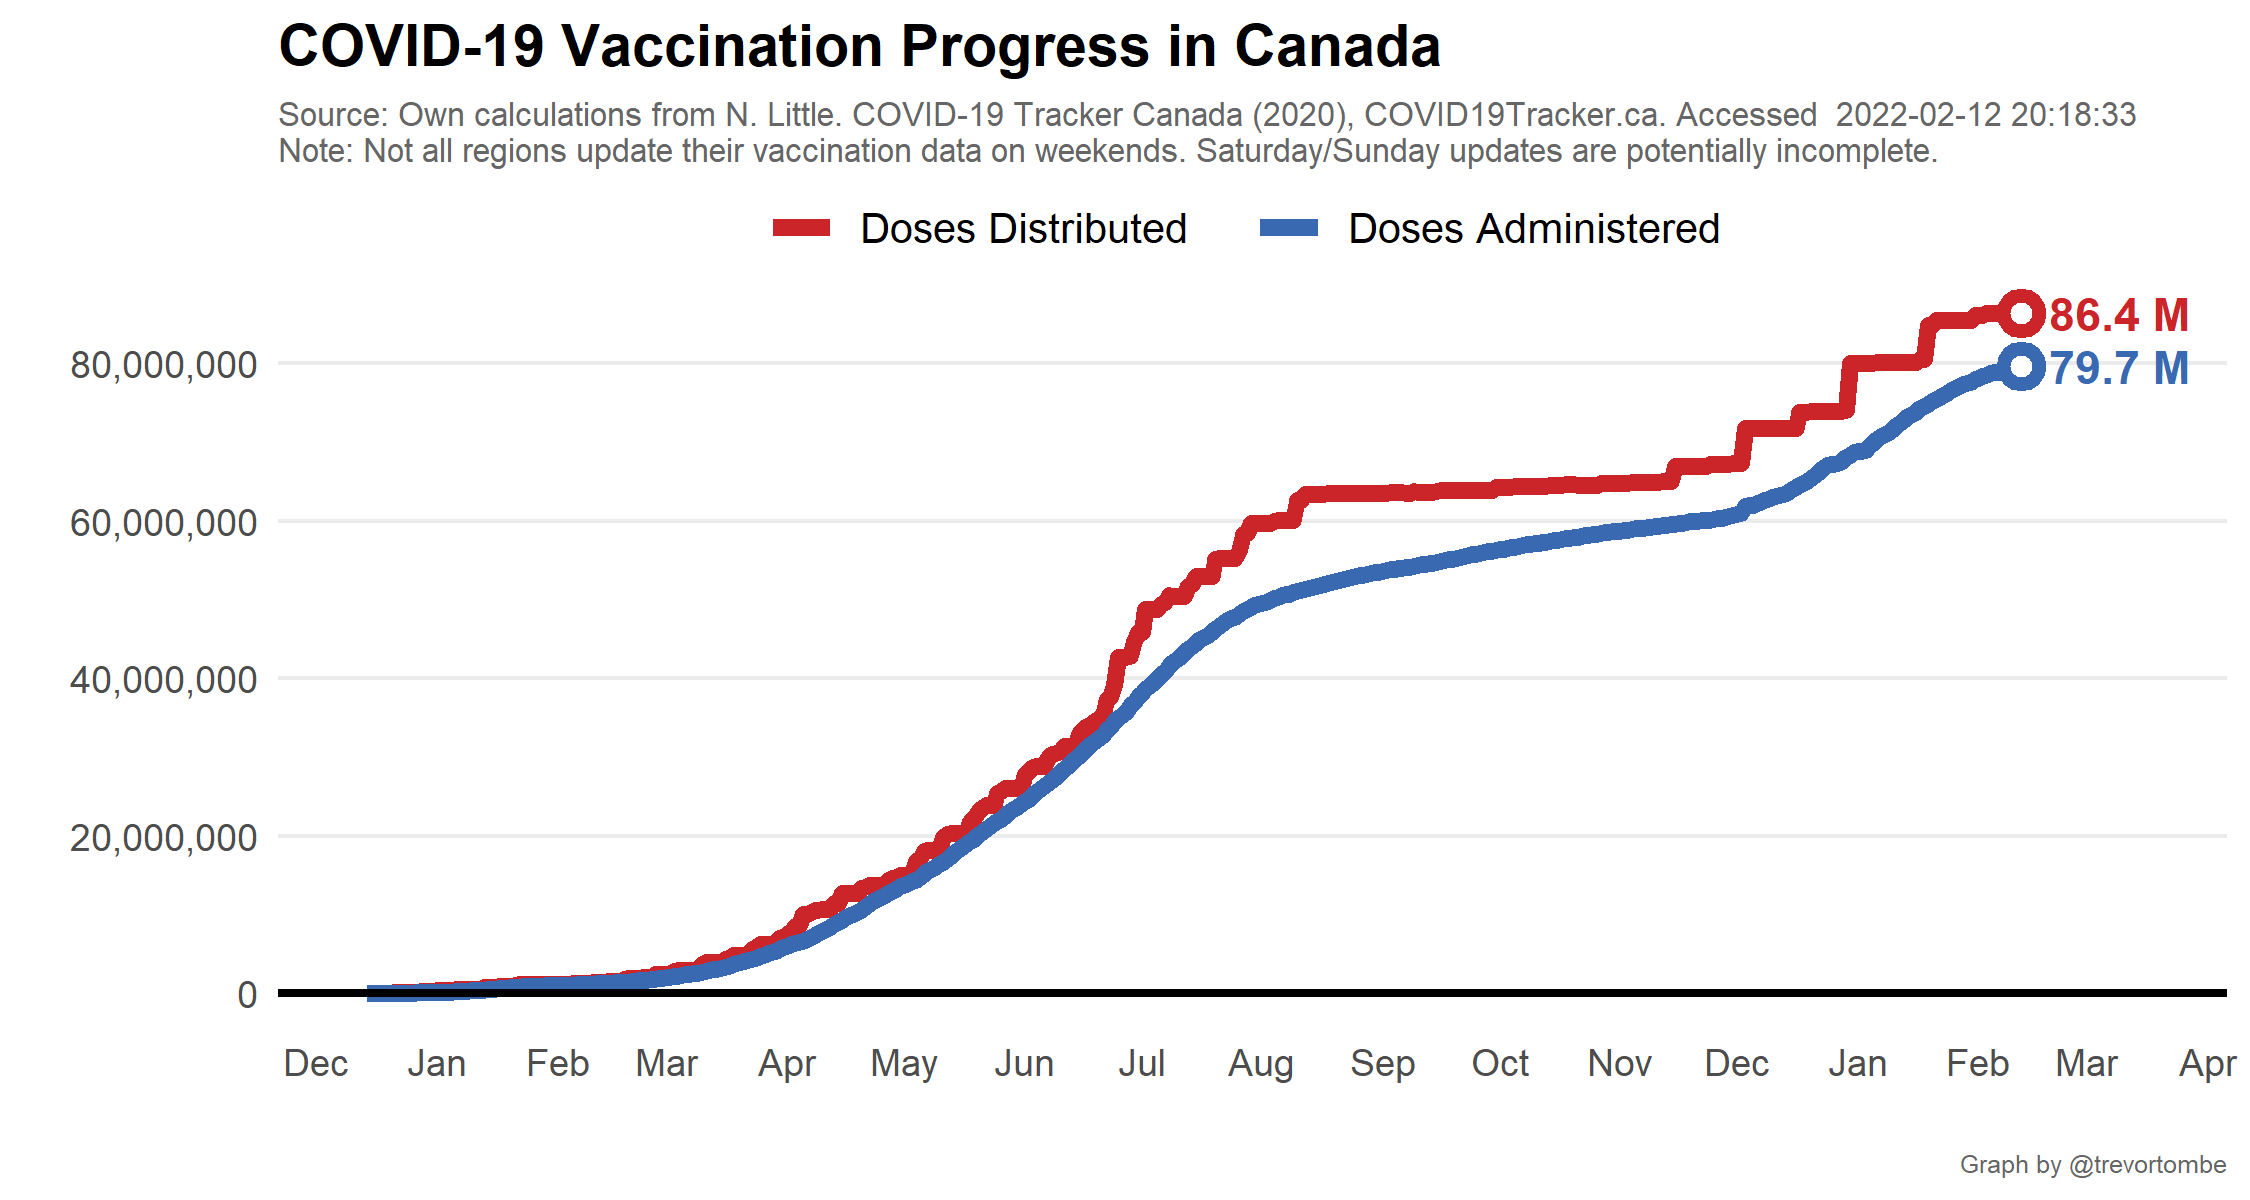 COVID-19 Vaccination Progress in Canada
Source: Own calculations from N. Little. COVID-19 Tracker Canada (2020), COVID19Tracker.ca. Accessed  2022-02-12 20:18:33
Note: Not all regions update their vaccination data on weekends. Saturday/Sunday updates are potentially incomplete.
Doses Distributed Doses Administered
86.4 M
80,000,000 79.7 M
60,000,000
40,000,000
20,000,000
0
Dec Jan Feb Mar Apr May Jun Jul Aug Sep Oct Nov Dec Jan Feb Mar Apr
Graph by @trevortombe